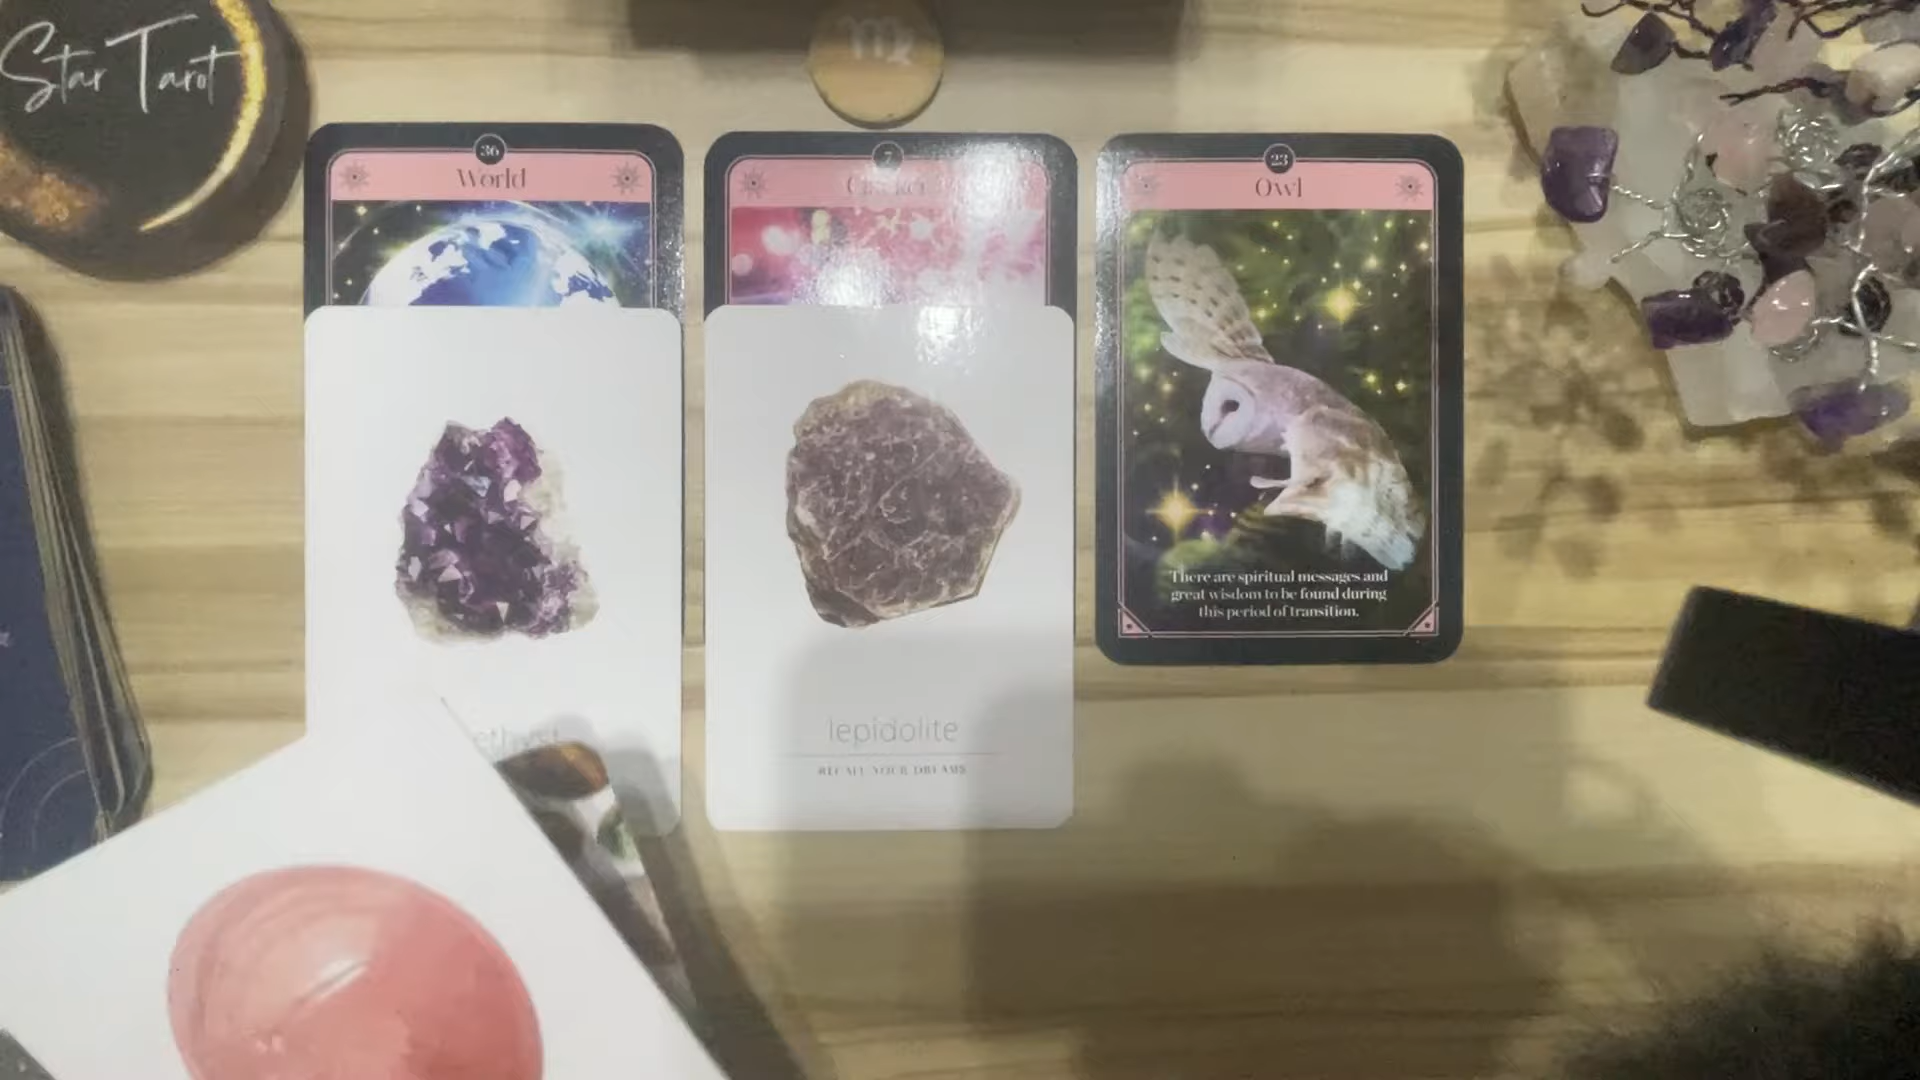 Star Tarot
36
World
7
23
Owl
There are spiritual messages and
great wisdom to be found during
this period of transition.
lepidolite
RECALL YOUR DREAMS